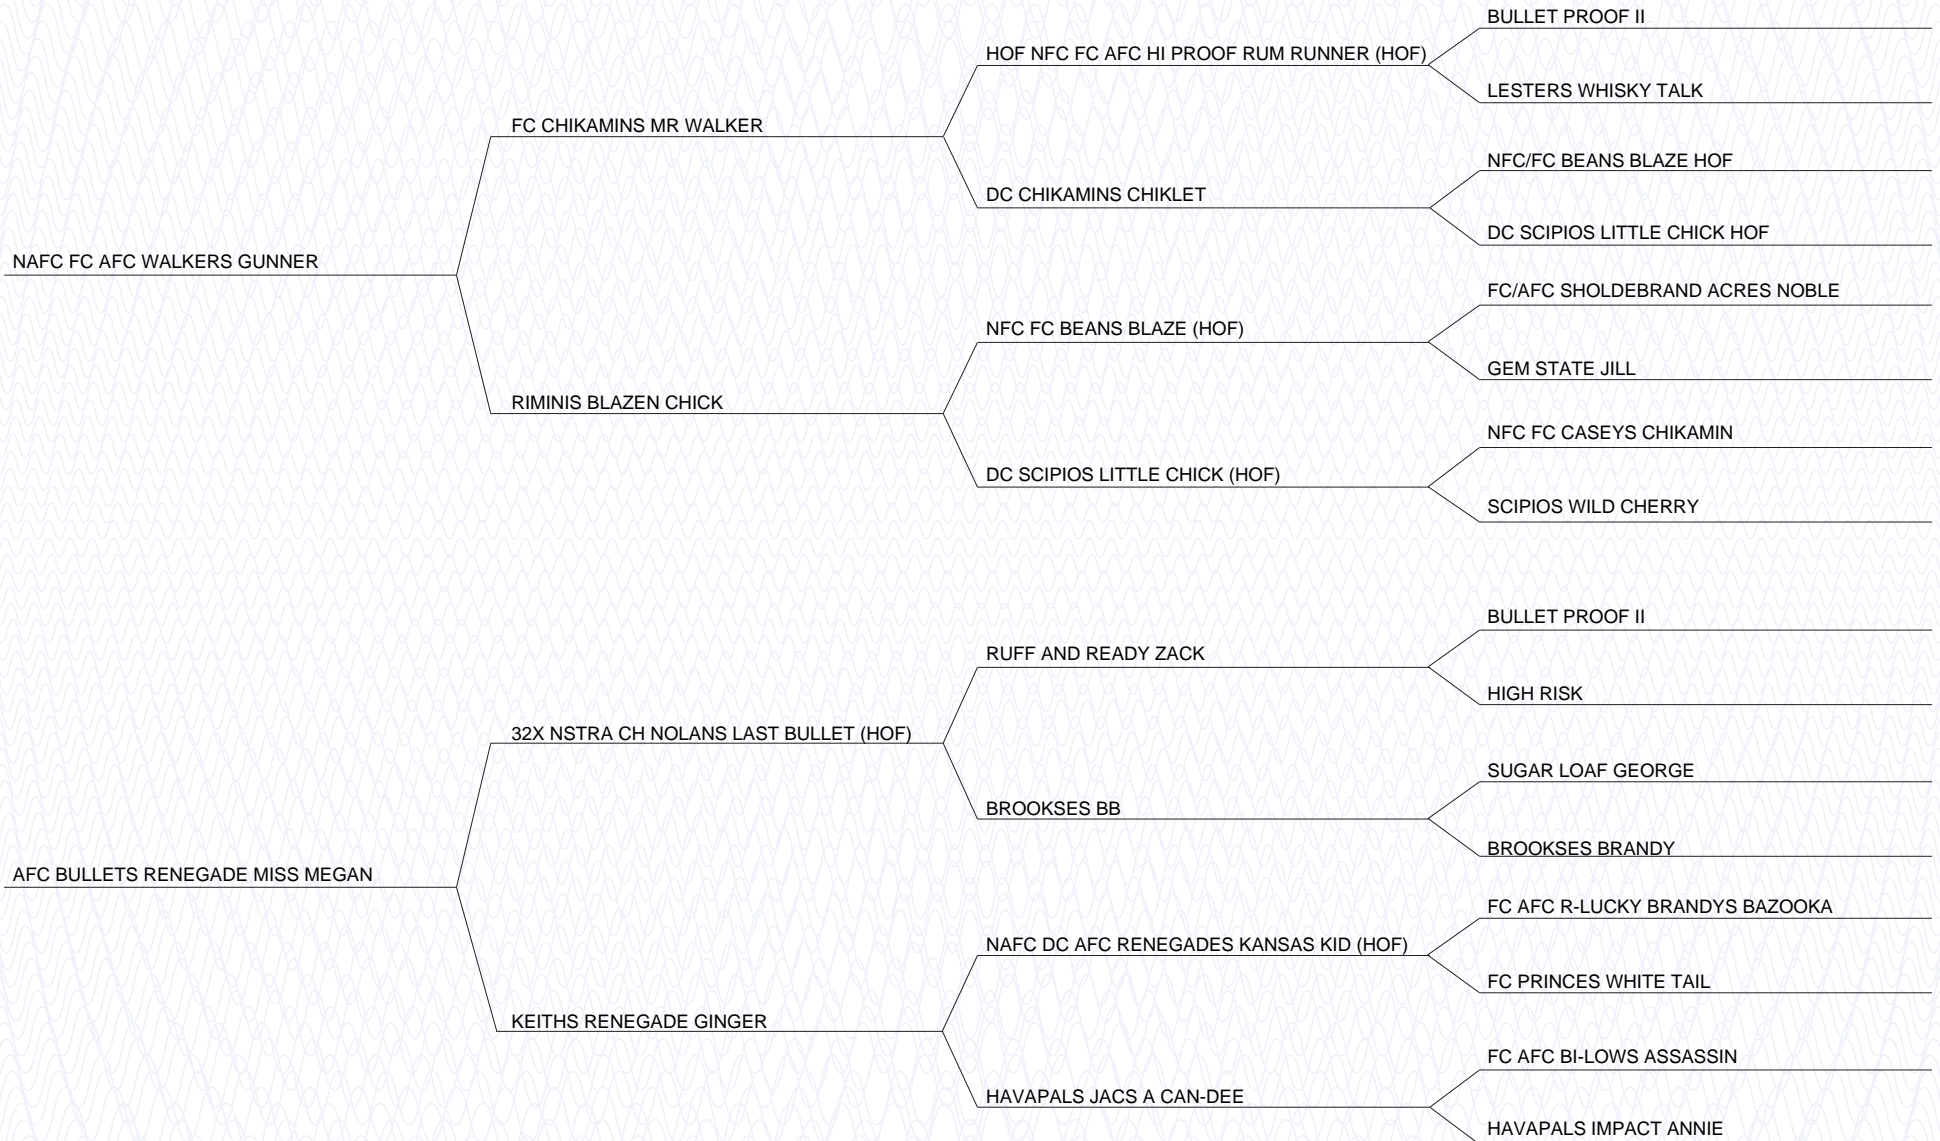 BULLET PROOF II
HOF NFC FC AFC HI PROOF RUM RUNNER (HOF)
LESTERS WHISKY TALK
FC CHIKAMINS MR WALKER
NFC/FC BEANS BLAZE HOF
DC CHIKAMINS CHIKLET
DC SCIPIOS LITTLE CHICK HOF
NAFC FC AFC WALKERS GUNNER
FC/AFC SHOLDEBRAND ACRES NOBLE
NFC FC BEANS BLAZE (HOF)
GEM STATE JILL
RIMINIS BLAZEN CHICK
NFC FC CASEYS CHIKAMIN
DC SCIPIOS LITTLE CHICK (HOF)
SCIPIOS WILD CHERRY
BULLET PROOF II
RUFF AND READY ZACK
HIGH RISK
32X NSTRA CH NOLANS LAST BULLET (HOF)
SUGAR LOAF GEORGE
BROOKSES BB
BROOKSES BRANDY
AFC BULLETS RENEGADE MISS MEGAN
FC AFC R-LUCKY BRANDYS BAZOOKA
NAFC DC AFC RENEGADES KANSAS KID (HOF)
FC PRINCES WHITE TAIL
KEITHS RENEGADE GINGER
FC AFC BI-LOWS ASSASSIN
HAVAPALS JACS A CAN-DEE
HAVAPALS IMPACT ANNIE